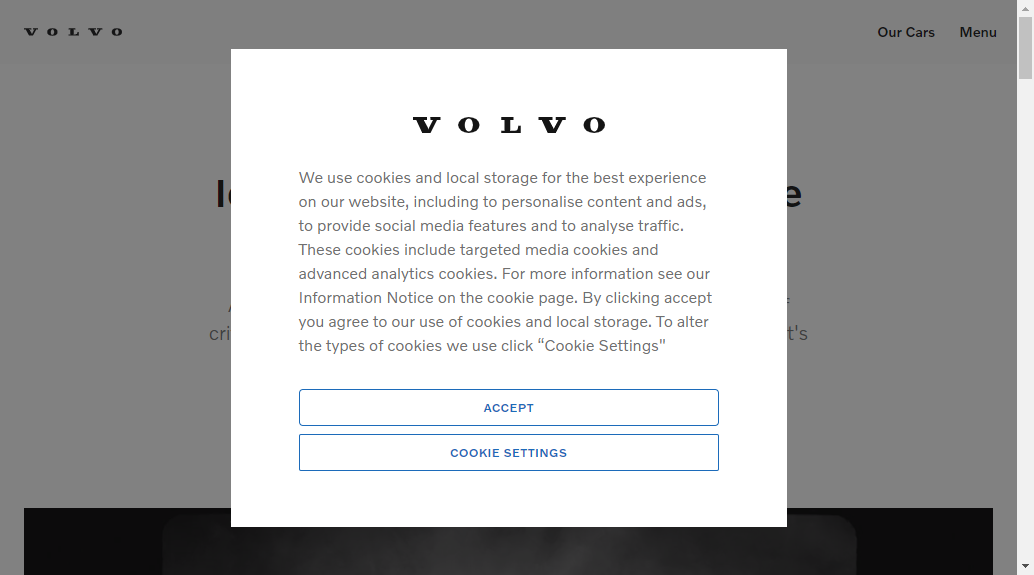 VOLVO
Our Cars
Menu
VOLVO
We use cookies and local storage for the best experience
on our website, including to personalise content and ads,
to provide social media features and to analyse traffic.
These cookies include targeted media cookies and
advanced analytics cookies. For more information see our
Information Notice on the cookie page. By clicking accept
you agree to our use of cookies and local storage. To alter
the types of cookies we use click “Cookie Settings"
ACCEPT
COOKIE SETTINGS